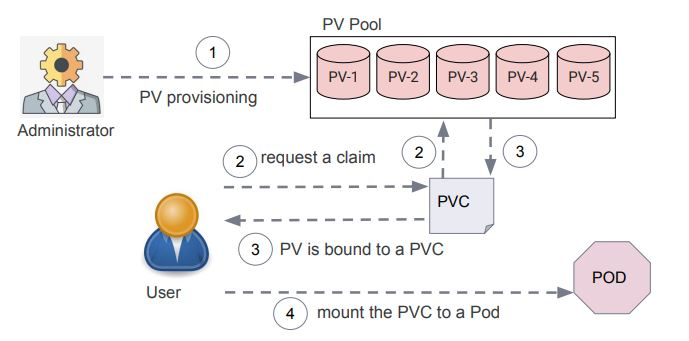 PV Pool
1
PV-1 PV-2 PV-3 PV-4 PV-5
PV provisioning
Administrator
2 request a claim
2
3
PVC
3 PV is bound to a PVC
User
POD
4 mount the PVC to a Pod